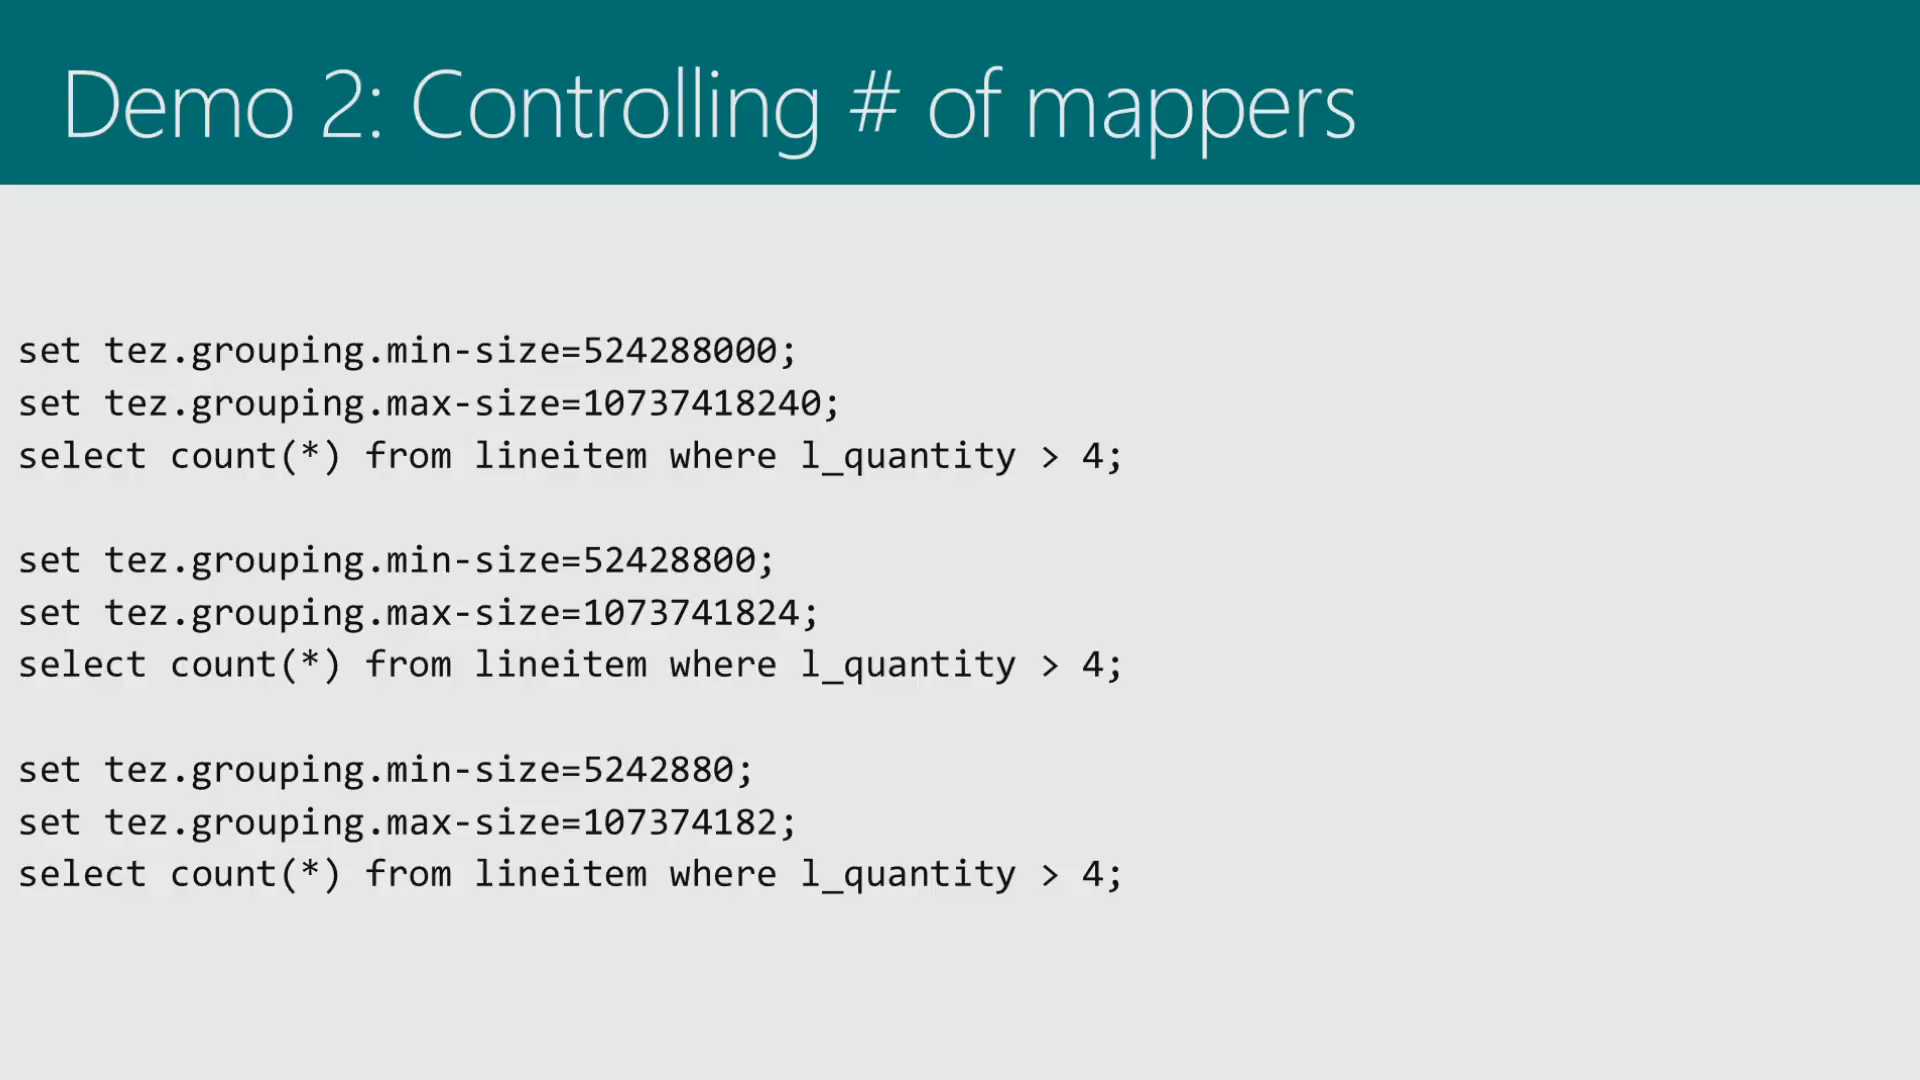 Demo 2: Controlling # of mappers
set tez.grouping.min-size=524288000;
set tez.grouping.max-size=10737418240;
select count(*) from lineitem where l_quantity > 4;
set tez.grouping.min-size=52428800;
set tez.grouping.max-size=1073741824;
select count(*) from lineitem where l_quantity > 4;
set tez.grouping.min-size=5242880;
set tez.grouping.max-size=107374182;
select count(*) from lineitem where l_quantity > 4;